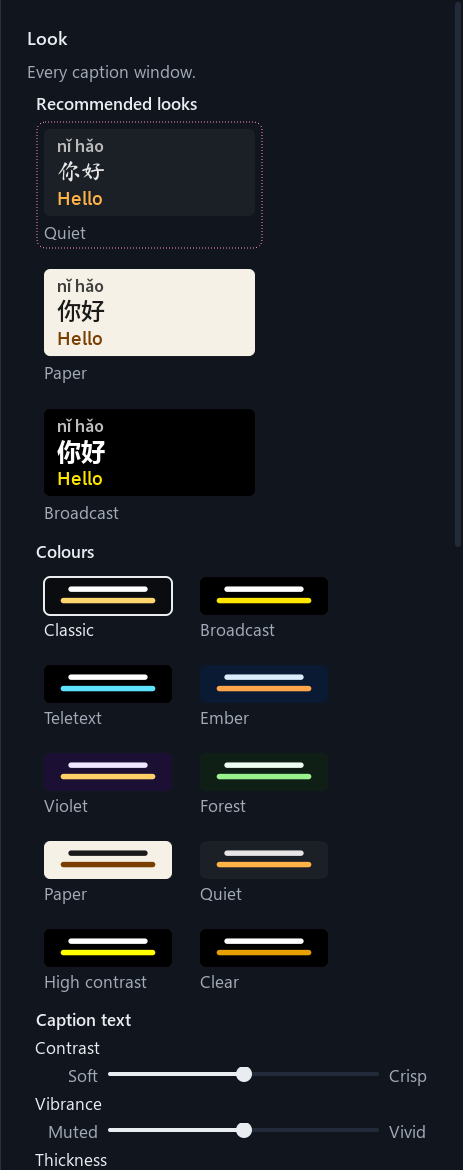 Look
Every caption window.
Recommended looks
nǐ hǎo
你好
Hello
Quiet
nǐ hǎo
你好
Hello
Paper
nǐ hǎo
你好
Hello
Broadcast
Colours
Classic
Broadcast
Teletext
Ember
Violet
Forest
Paper
Quiet
High contrast
Clear
Caption text
Contrast
Soft
Crisp
Vibrance
Muted
Vivid
Thickness